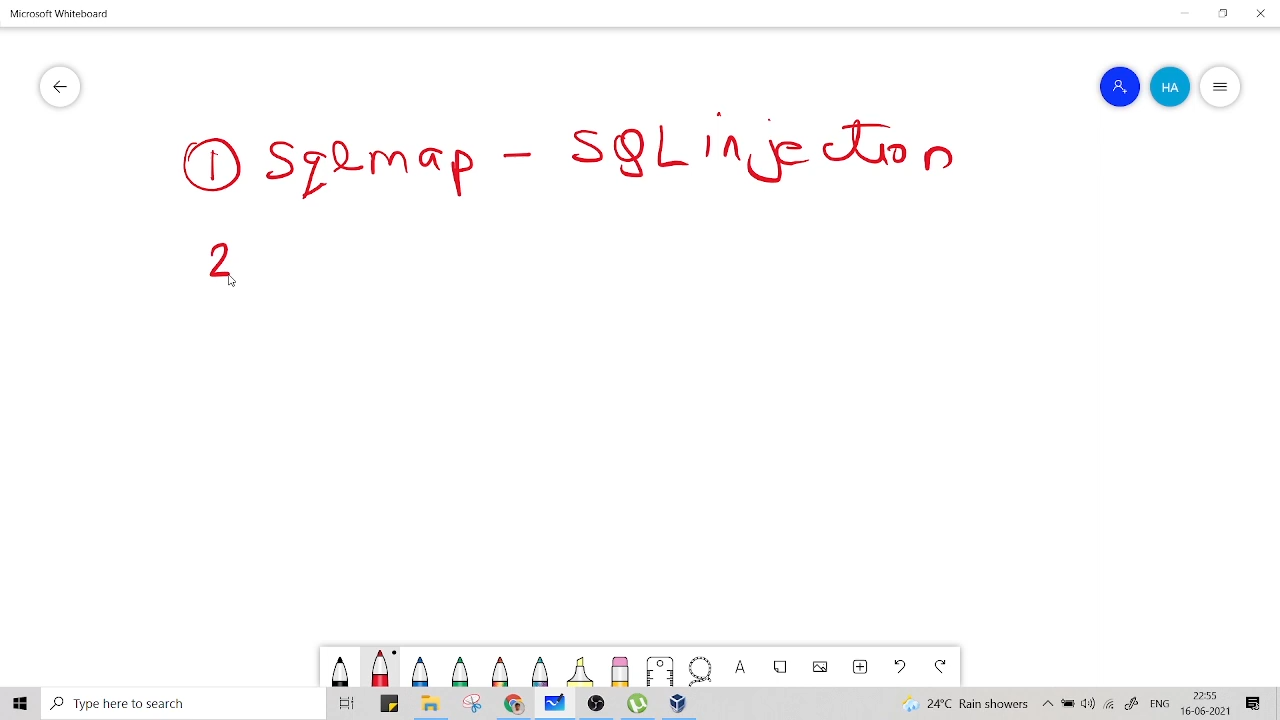 Microsoft Whiteboard
HA
① Sqlmap - SQL injection
2
A
Type here to search
24°C Rain showers
ENG
22:55
16-06-2021